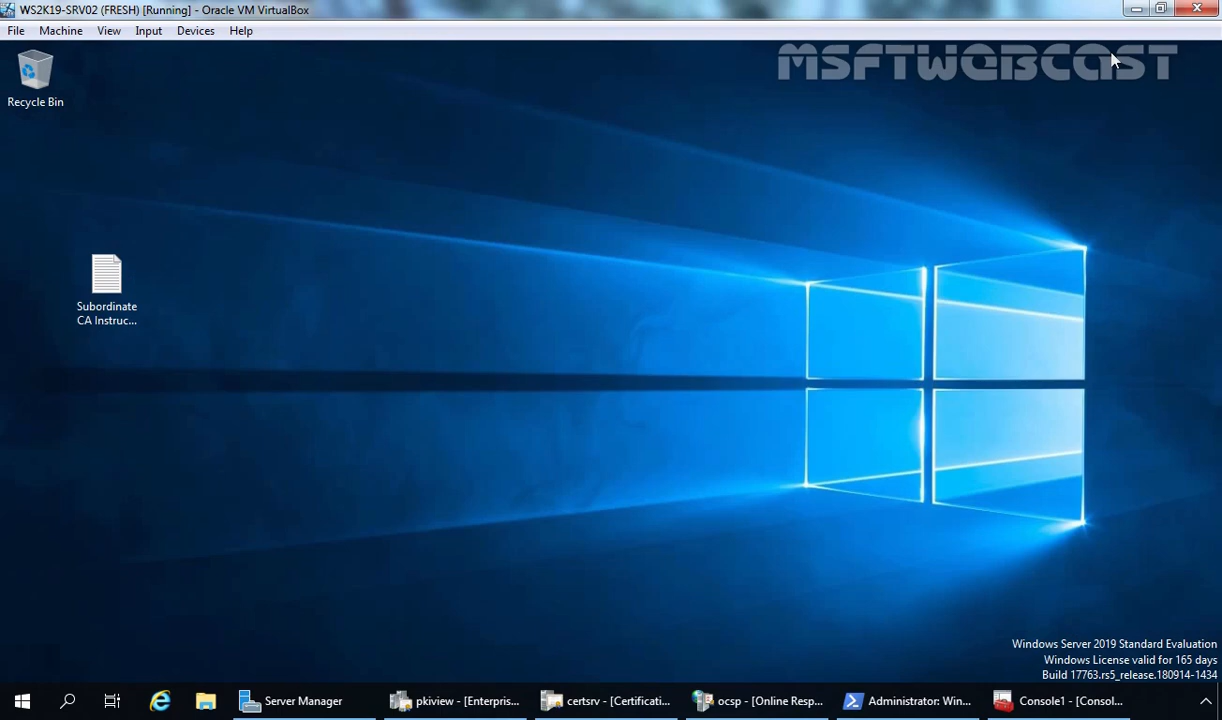 WS2K19-SRV02 (FRESH) [Running] - Oracle VM VirtualBox
File Machine View Input Devices Help
MSFTWEBCAST
Recycle Bin
Subordinate
CA Instruc...
Windows Server 2019 Standard Evaluation
Windows License valid for 165 days
Build 17763.rs5_release.180914-1434
Server Manager pkiview - [Enterpris... certsrv - [Certificati... ocsp - [Online Resp... Administrator: Win... Console1 - [Consol...